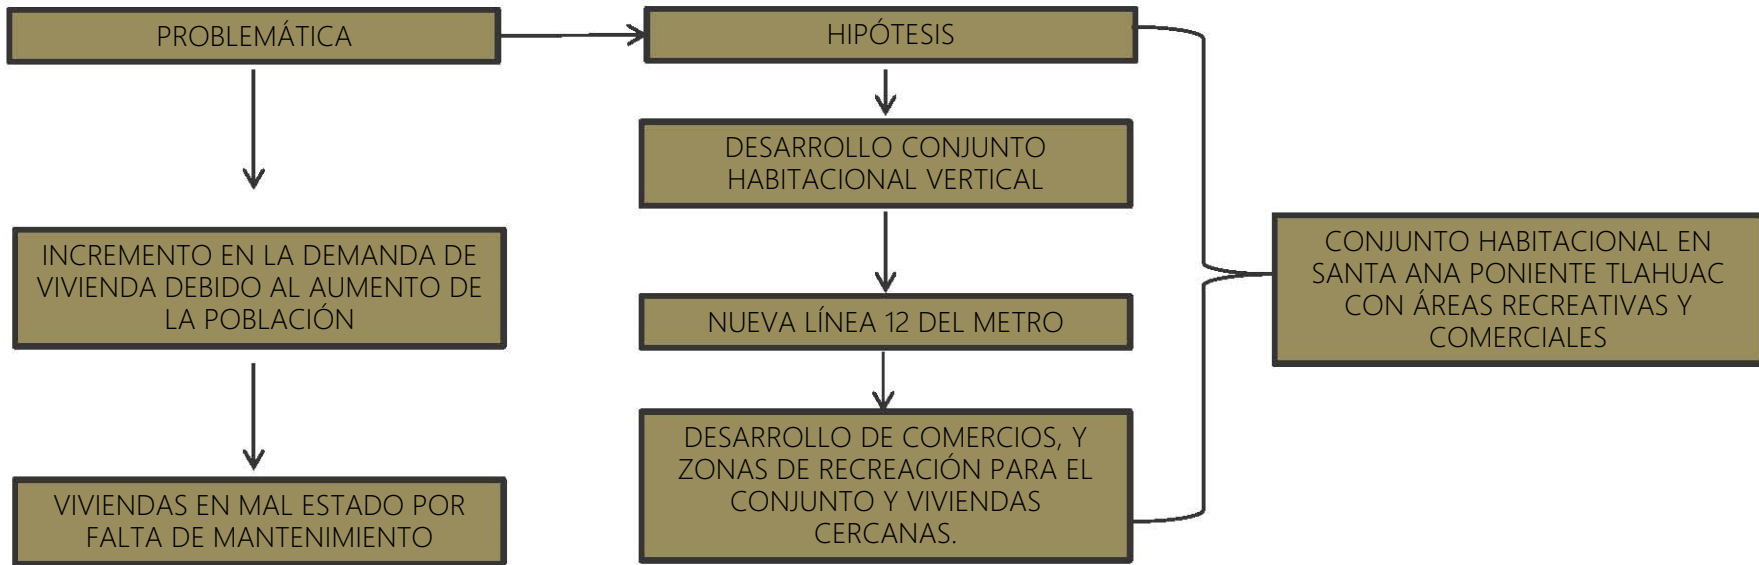 PROBLEMÁTICA
INCREMENTO EN LA DEMANDA DE
VIVIENDA DEBIDO AL AUMENTO DE
LA POBLACIÓN
VIVIENDAS EN MAL ESTADO POR
FALTA DE MANTENIMIENTO
HIPÓTESIS
DESARROLLO CONJUNTO
HABITACIONAL VERTICAL
NUEVA LÍNEA 12 DEL METRO
DESARROLLO DE COMERCIOS, Y
ZONAS DE RECREACIÓN PARA EL
CONJUNTO Y VIVIENDAS
CERCANAS.
CONJUNTO HABITACIONAL EN
SANTA ANA PONIENTE TLAHUAC
CON ÁREAS RECREATIVAS Y
COMERCIALES